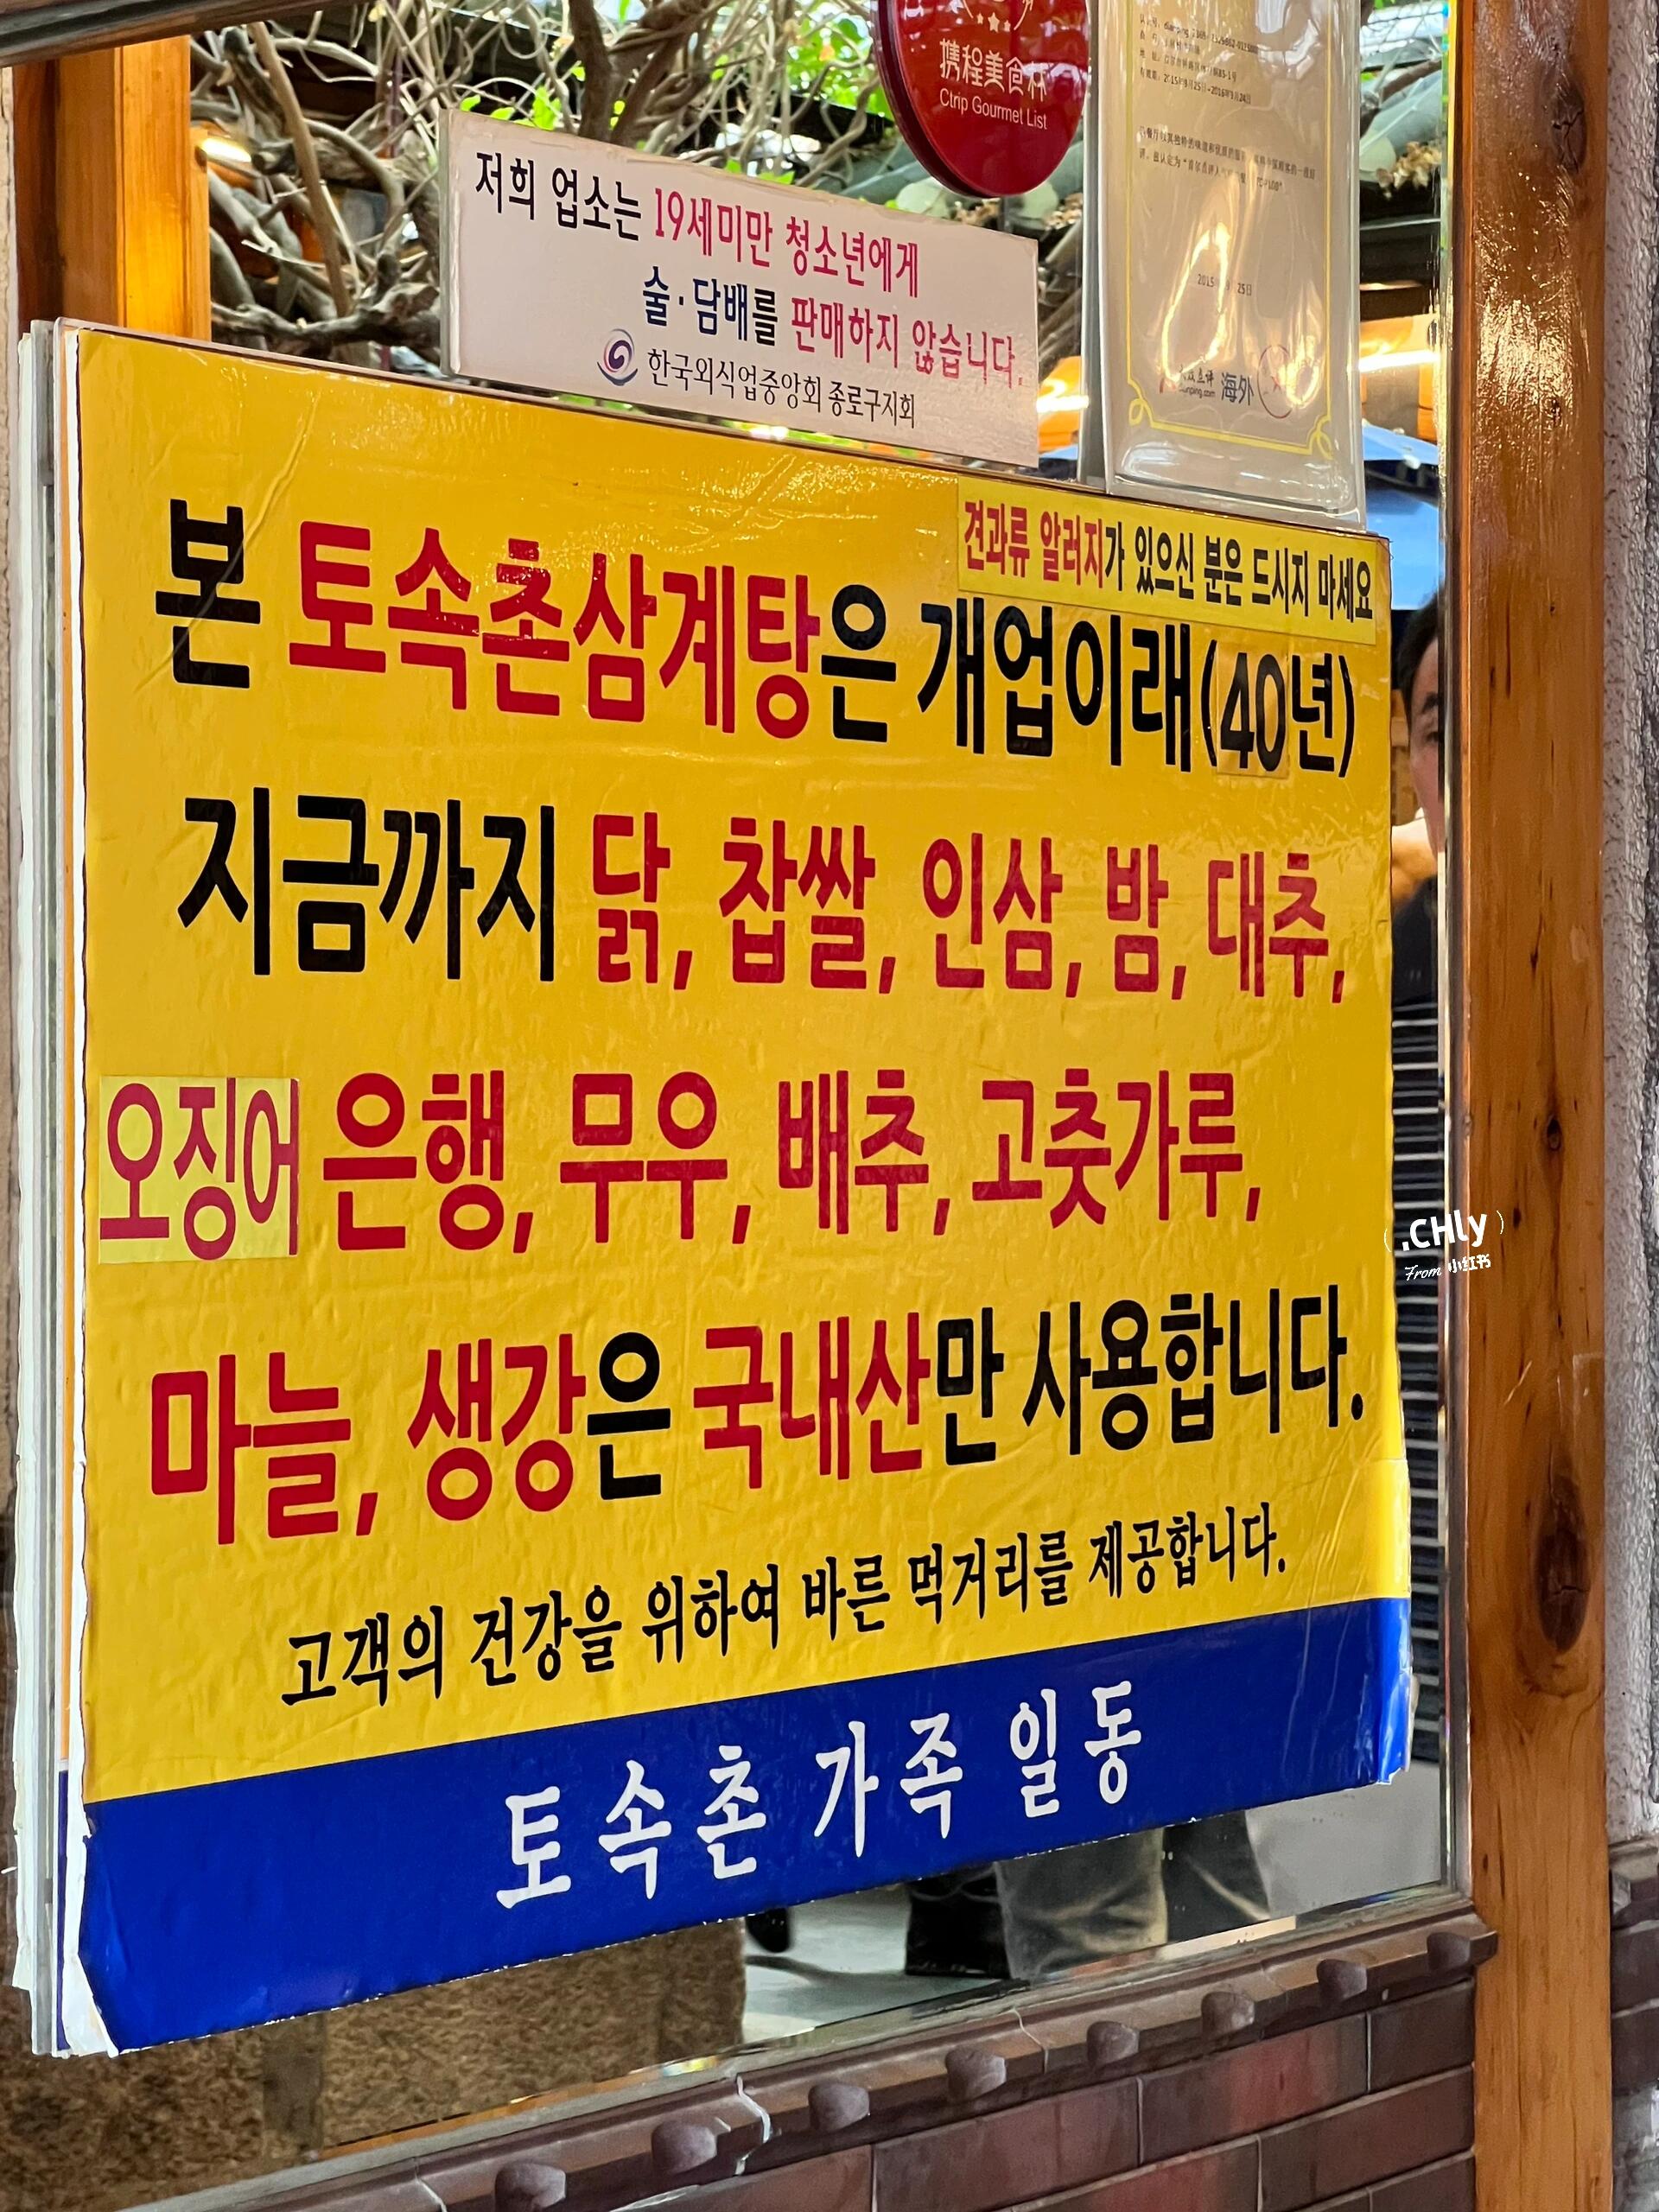 携程美食林
Ctrip Gourmet List
2015
海外
저희 업소는 19세미만 청소년에게
술·담배를 판매하지 않습니다.
한국외식업중앙회 종로구지회
견과류 알러지가 있으신 분은 드시지 마세요
본 토속촌삼계탕은 개업이래(40년)
지금까지 닭, 찹쌀, 인삼, 밤, 대추,
오징어 은행, 무우, 배추, 고춧가루,
마늘, 생강은 국내산만 사용합니다.
고객의 건강을 위하여 바른 먹거리를 제공합니다.
토속촌 가족 일동
.CHly
From 小红书